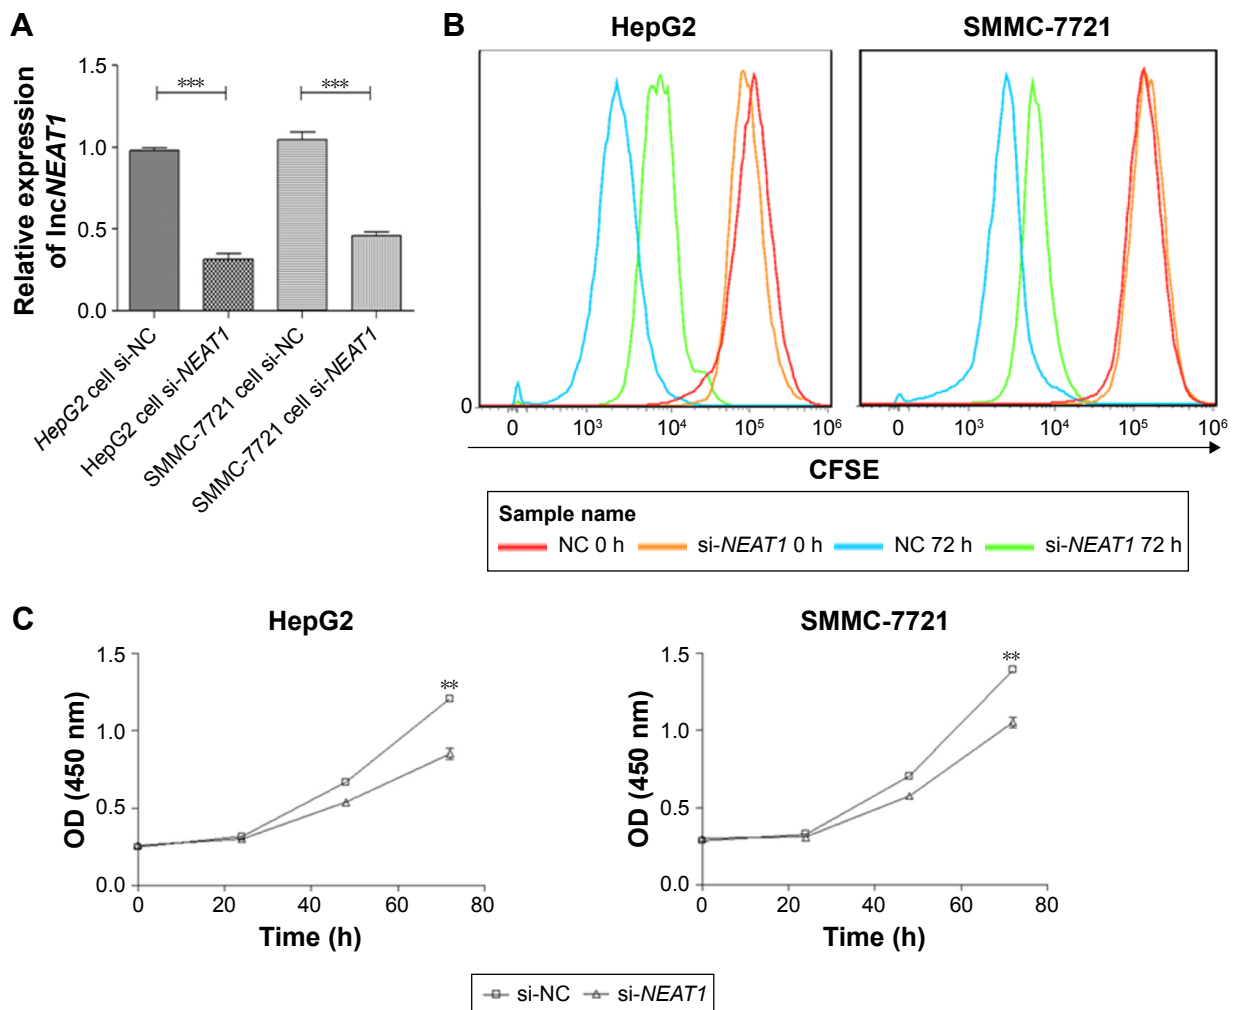 A
Relative expression
of lncNEAT1
1.5
1.0
0.5
0.0
***
***
HepG2 cell si-NC
HepG2 cell si-NEAT1
SMMC-7721 cell si-NC
SMMC-7721 cell si-NEAT1
B
HepG2
SMMC-7721
0
0 10³ 10⁴ 10⁵ 10⁶
0 10³ 10⁴ 10⁵ 10⁶
CFSE
Sample name
NC 0 h si-NEAT1 0 h NC 72 h si-NEAT1 72 h
C
HepG2
OD (450 nm)
1.5
1.0
0.5
0.0
**
0 20 40 60 80
Time (h)
SMMC-7721
OD (450 nm)
1.5
1.0
0.5
0.0
**
0 20 40 60 80
Time (h)
si-NC si-NEAT1